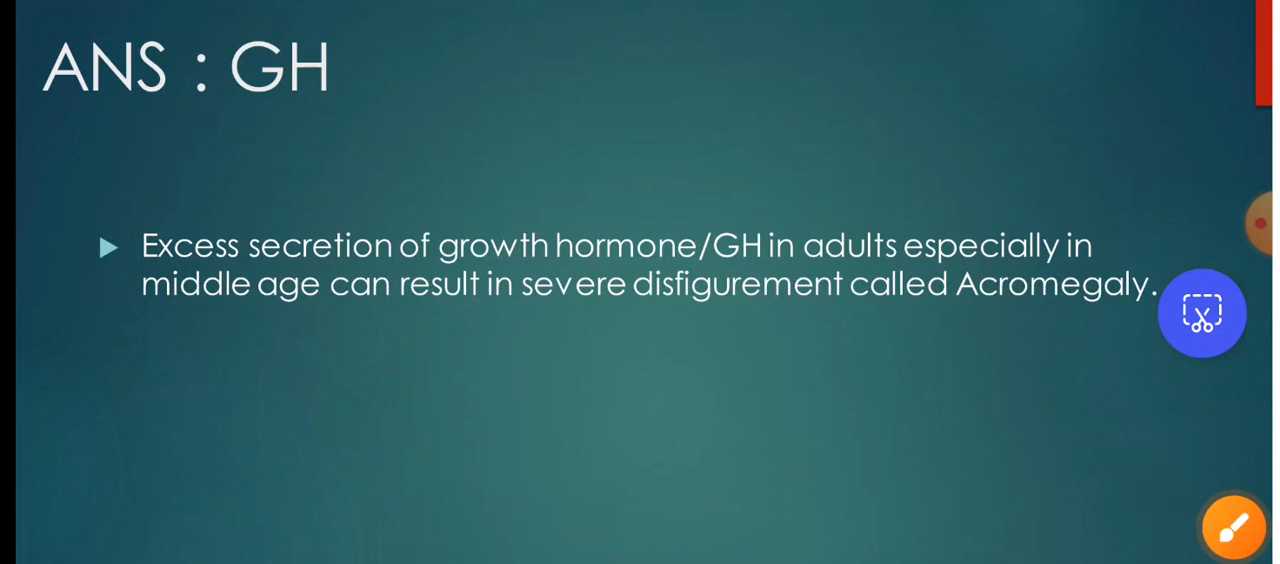 ANS : GH
Excess secretion of growth hormone/GH in adults especially in
middle age can result in severe disfigurement called Acromegaly.